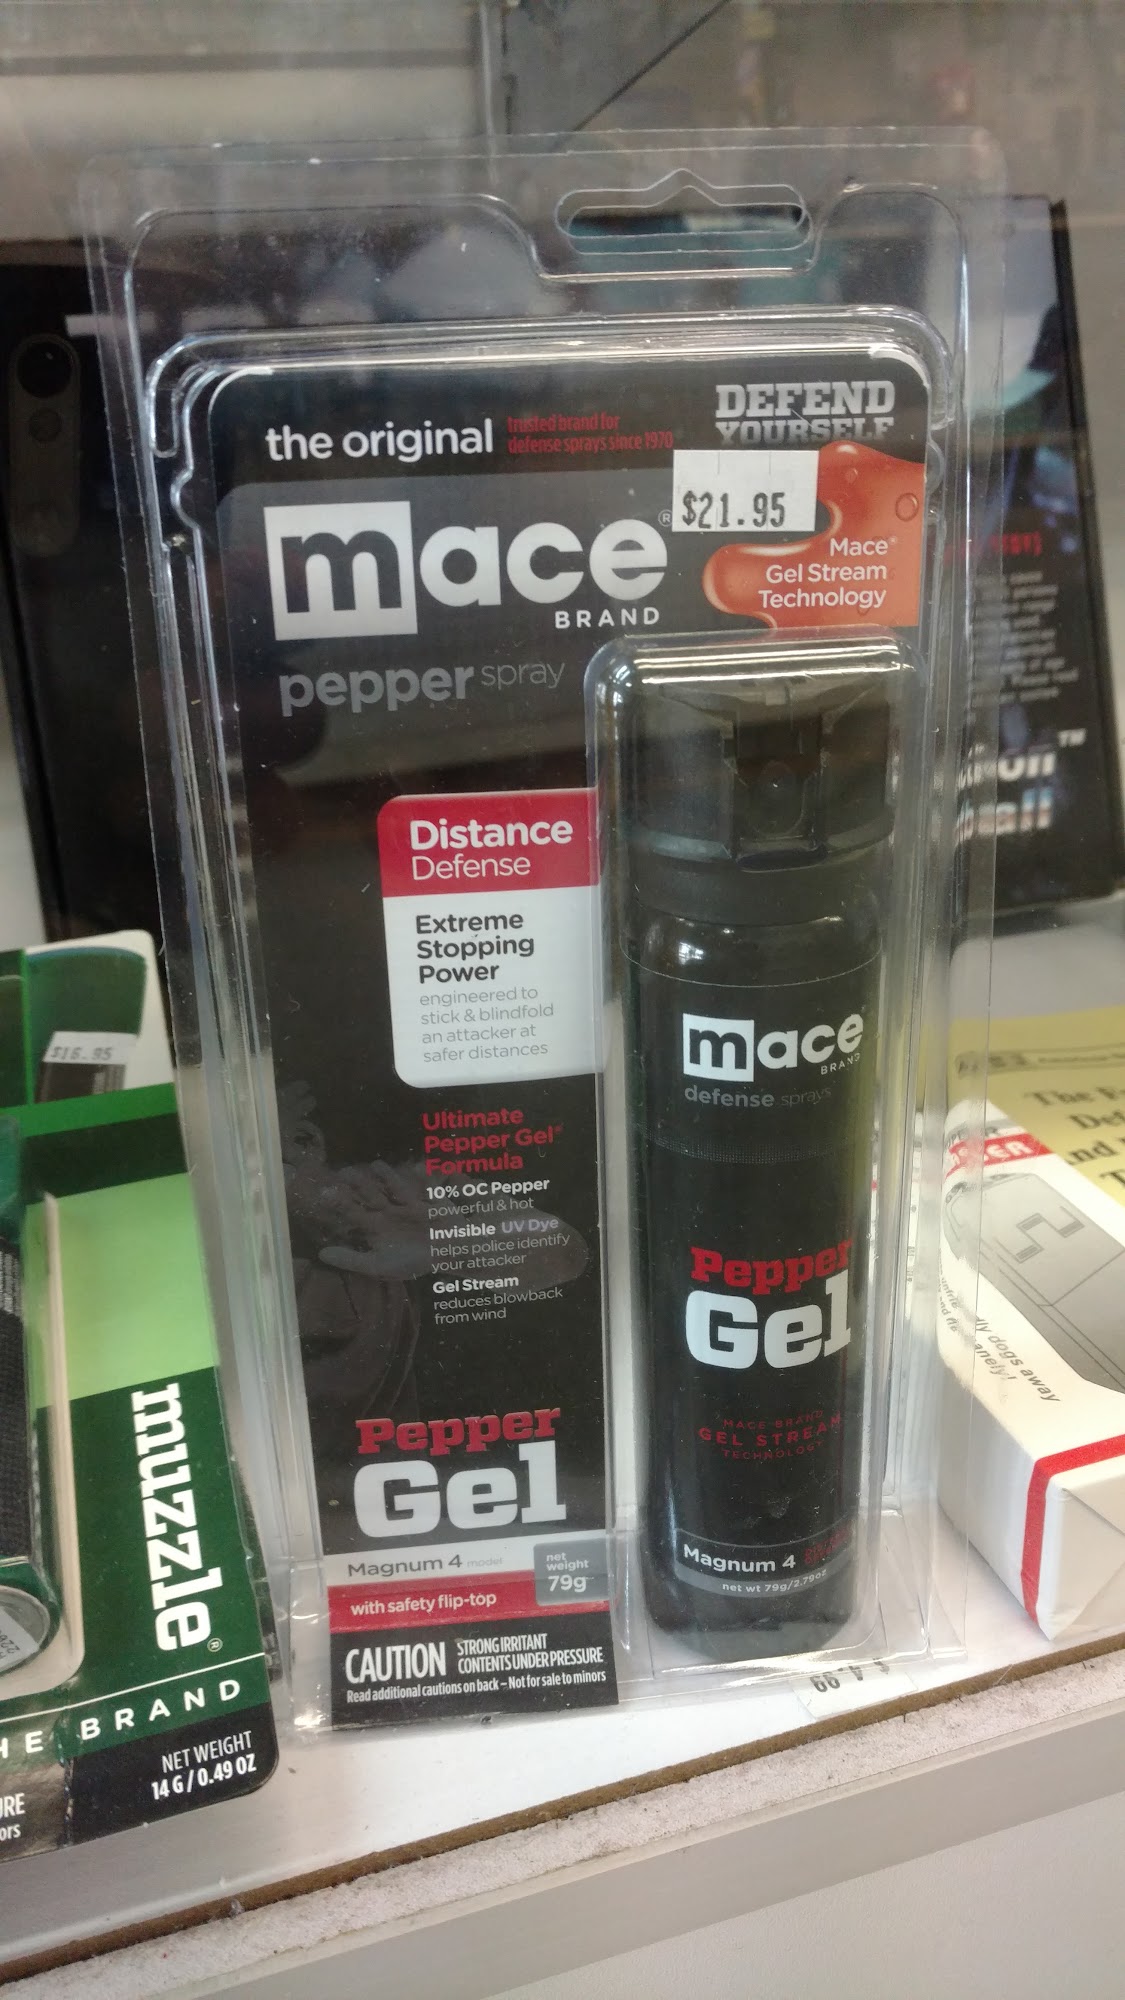 the original
trusted brand for
defense sprays since 1970
DEFEND
YOURSELF
$21.95
mace®
BRAND
Mace®
Gel Stream
Technology
pepper spray
Distance
Defense
Extreme
Stopping
Power
engineered to
stick & blindfold
an attacker at
safer distances
Ultimate
Pepper Gel®
Formula
10% OC Pepper
powerful & hot
Invisible UV Dye
helps police identify
your attacker
Gel Stream
reduces blowback
from wind
Pepper
Gel
Magnum 4 model
net
weight
79g
with safety flip-top
CAUTION
STRONG IRRITANT
CONTENTS UNDER PRESSURE
Read additional cautions on back – Not for sale to minors
mace
BRAND
defense sprays
Pepper
Gel
MACE BRAND
GEL STREAM
TECHNOLOGY
Magnum 4
net wt 79g/2.79oz
$16.95
muzzle®
BRAND
NET WEIGHT
14 G / 0.49 OZ
dogs away